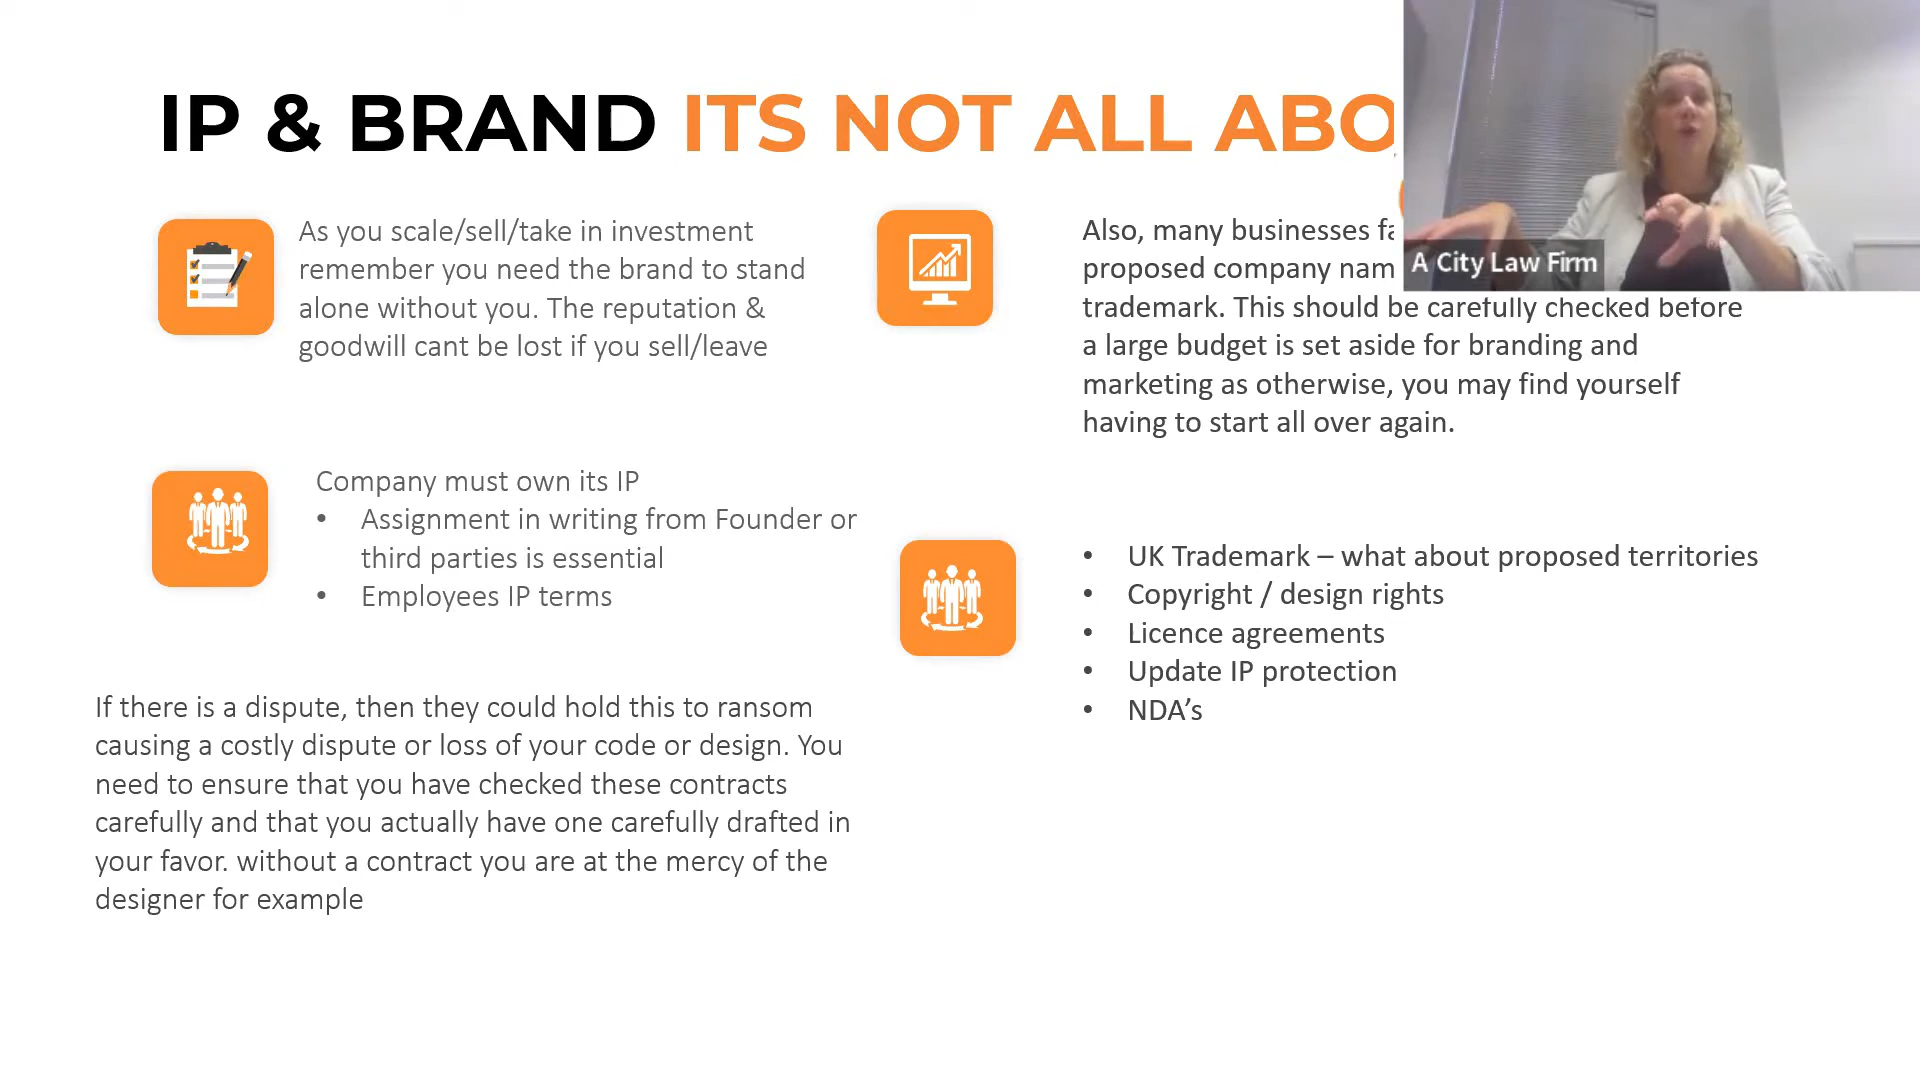 IP & BRAND ITS NOT ALL
As you scale/sell/take in investment
remember you need the brand to stand
alone without you. The reputation &
goodwill cant be lost if you sell/leave
Company must own its IP
• Assignment in writing from Founder or
third parties is essential
• Employees IP terms
If there is a dispute, then they could hold this to ransom
causing a costly dispute or loss of your code or design. You
need to ensure that you have checked these contracts
carefully and that you actually have one carefully drafted in
your favor. without a contract you are at the mercy of the
designer for example
Also, many businesses
proposed company
trademark. This should be carefully checked before
a large budget is set aside for branding and
marketing as otherwise, you may find yourself
having to start all over again.
• UK Trademark – what about proposed territories
• Copyright / design rights
• Licence agreements
• Update IP protection
• NDA’s
A City Law Firm